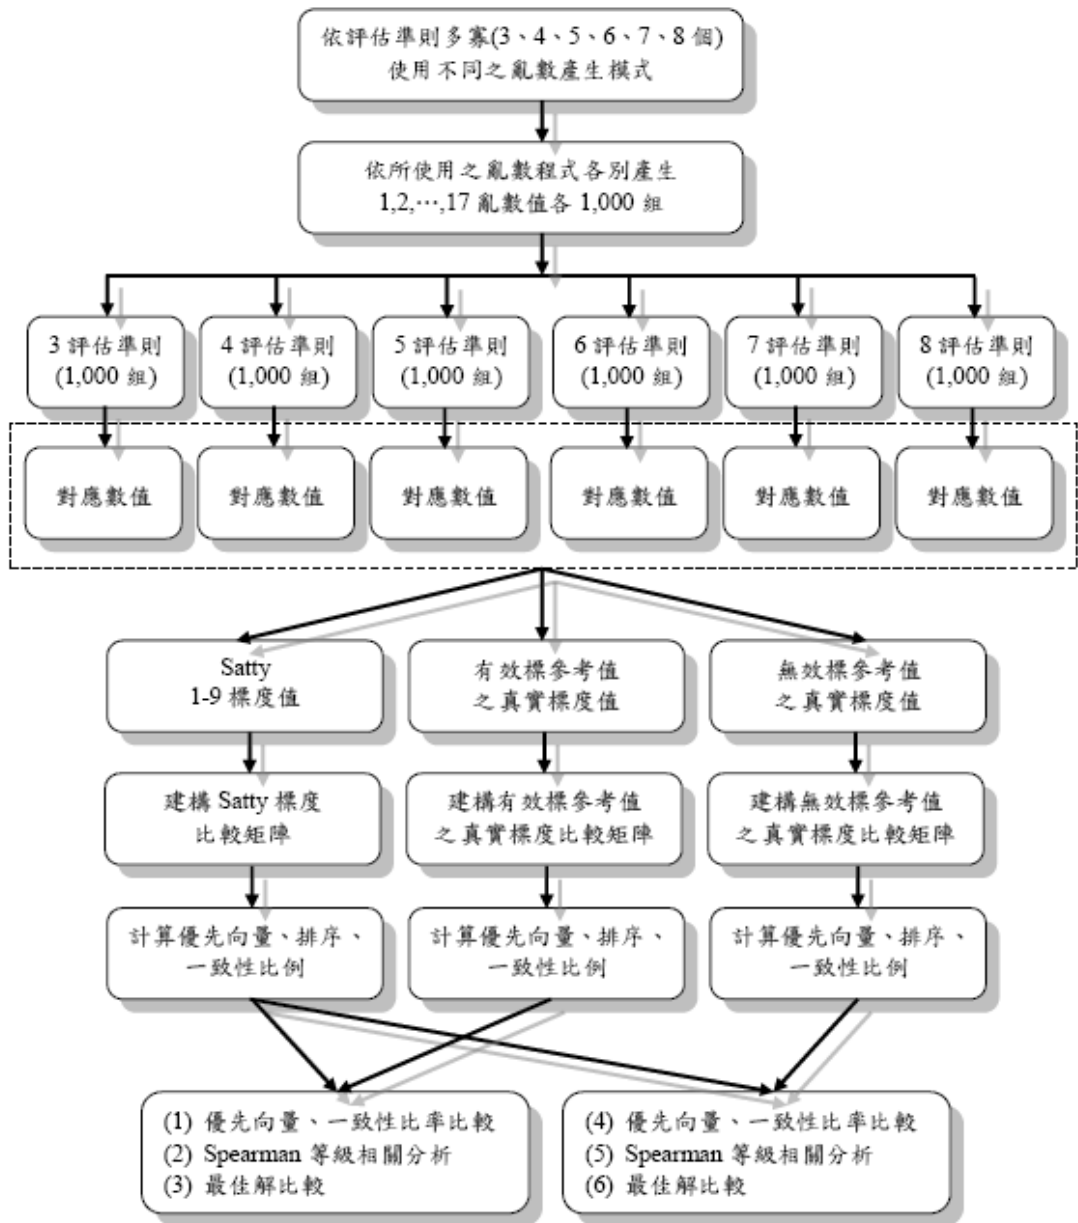 依評估準則多寡(3、4、5、6、7、8 個)
使用不同之亂數產生模式
依所使用之亂數程式各別產生
1,2,⋯,17 亂數值各 1,000 組
3 評估準則
(1,000 組)
4 評估準則
(1,000 組)
5 評估準則
(1,000 組)
6 評估準則
(1,000 組)
7 評估準則
(1,000 組)
8 評估準則
(1,000 組)
對應數值
對應數值
對應數值
對應數值
對應數值
對應數值
Satty
1-9 標度值
有效標參考值
之真實標度值
無效標參考值
之真實標度值
建構 Satty 標度
比較矩陣
建構有效標參考值
之真實標度比較矩陣
建構無效標參考值
之真實標度比較矩陣
計算優先向量、排序、
一致性比例
計算優先向量、排序、
一致性比例
計算優先向量、排序、
一致性比例
(1) 優先向量、一致性比率比較
(2) Spearman 等級相關分析
(3) 最佳解比較
(4) 優先向量、一致性比率比較
(5) Spearman 等級相關分析
(6) 最佳解比較